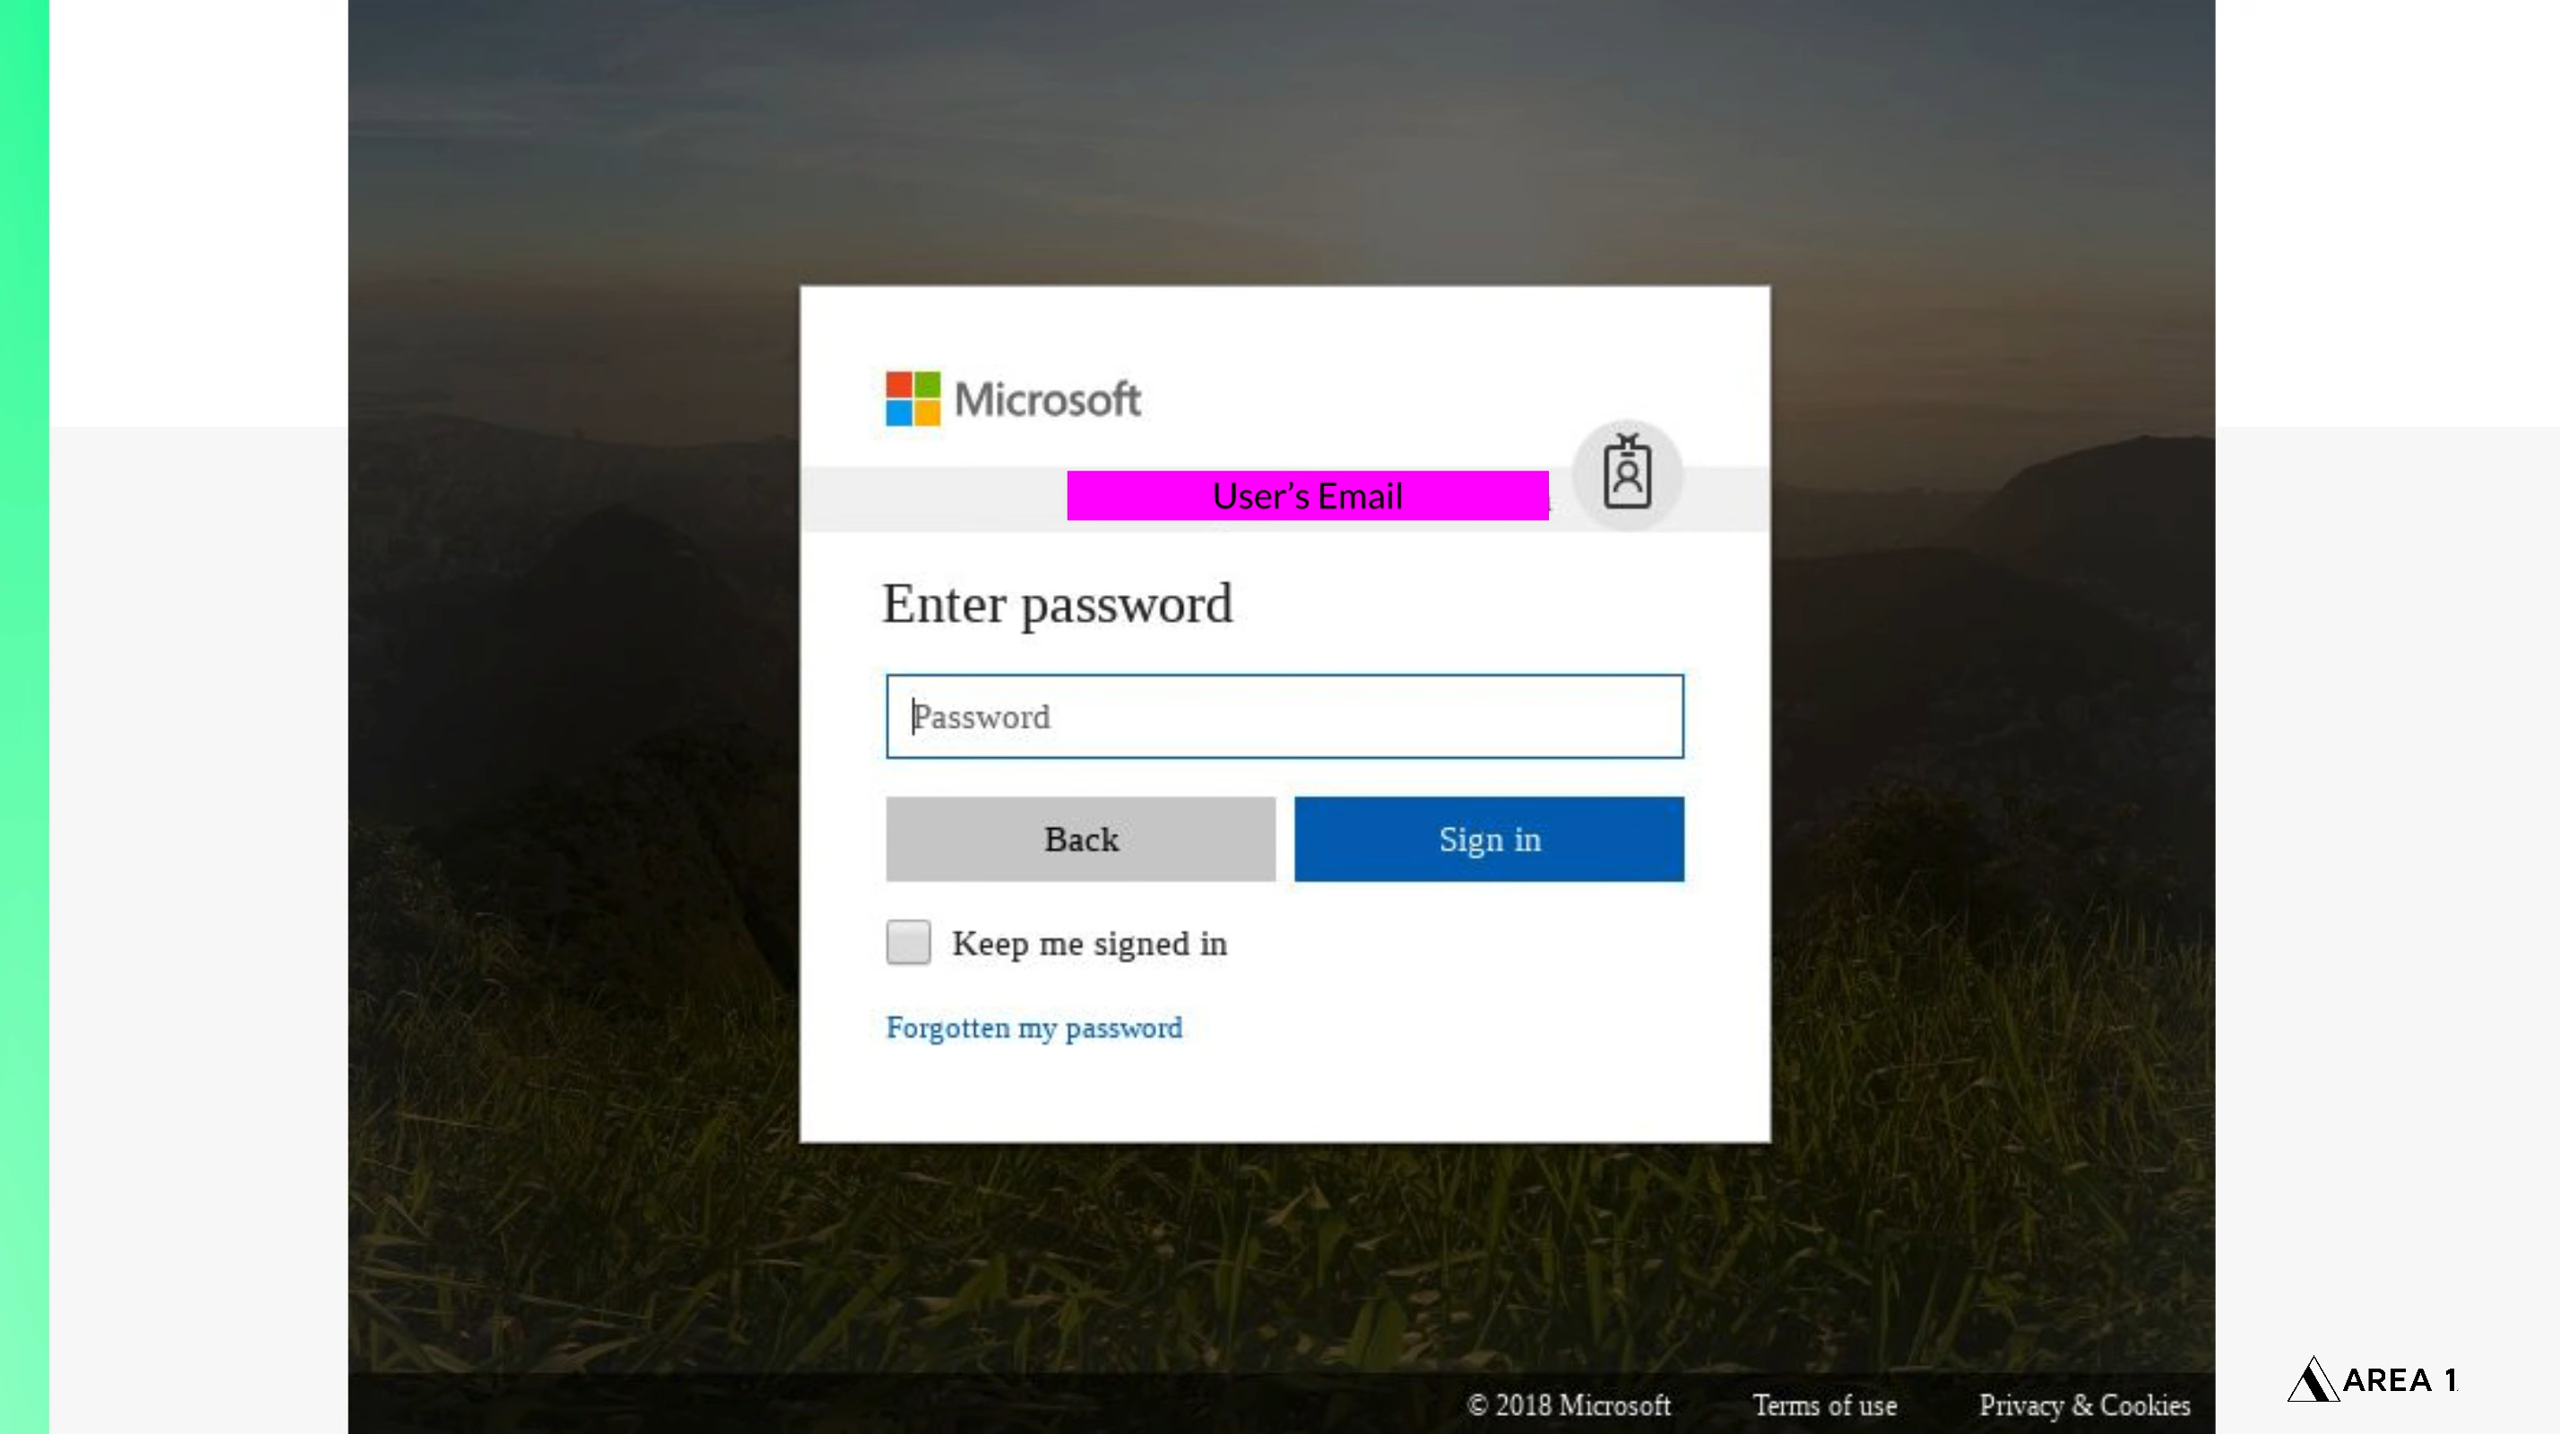 Microsoft
User's Email
Enter password
Password
Back
Sign in
Keep me signed in
Forgotten my password
© 2018 Microsoft
Terms of use
Privacy & Cookies
AREA 1